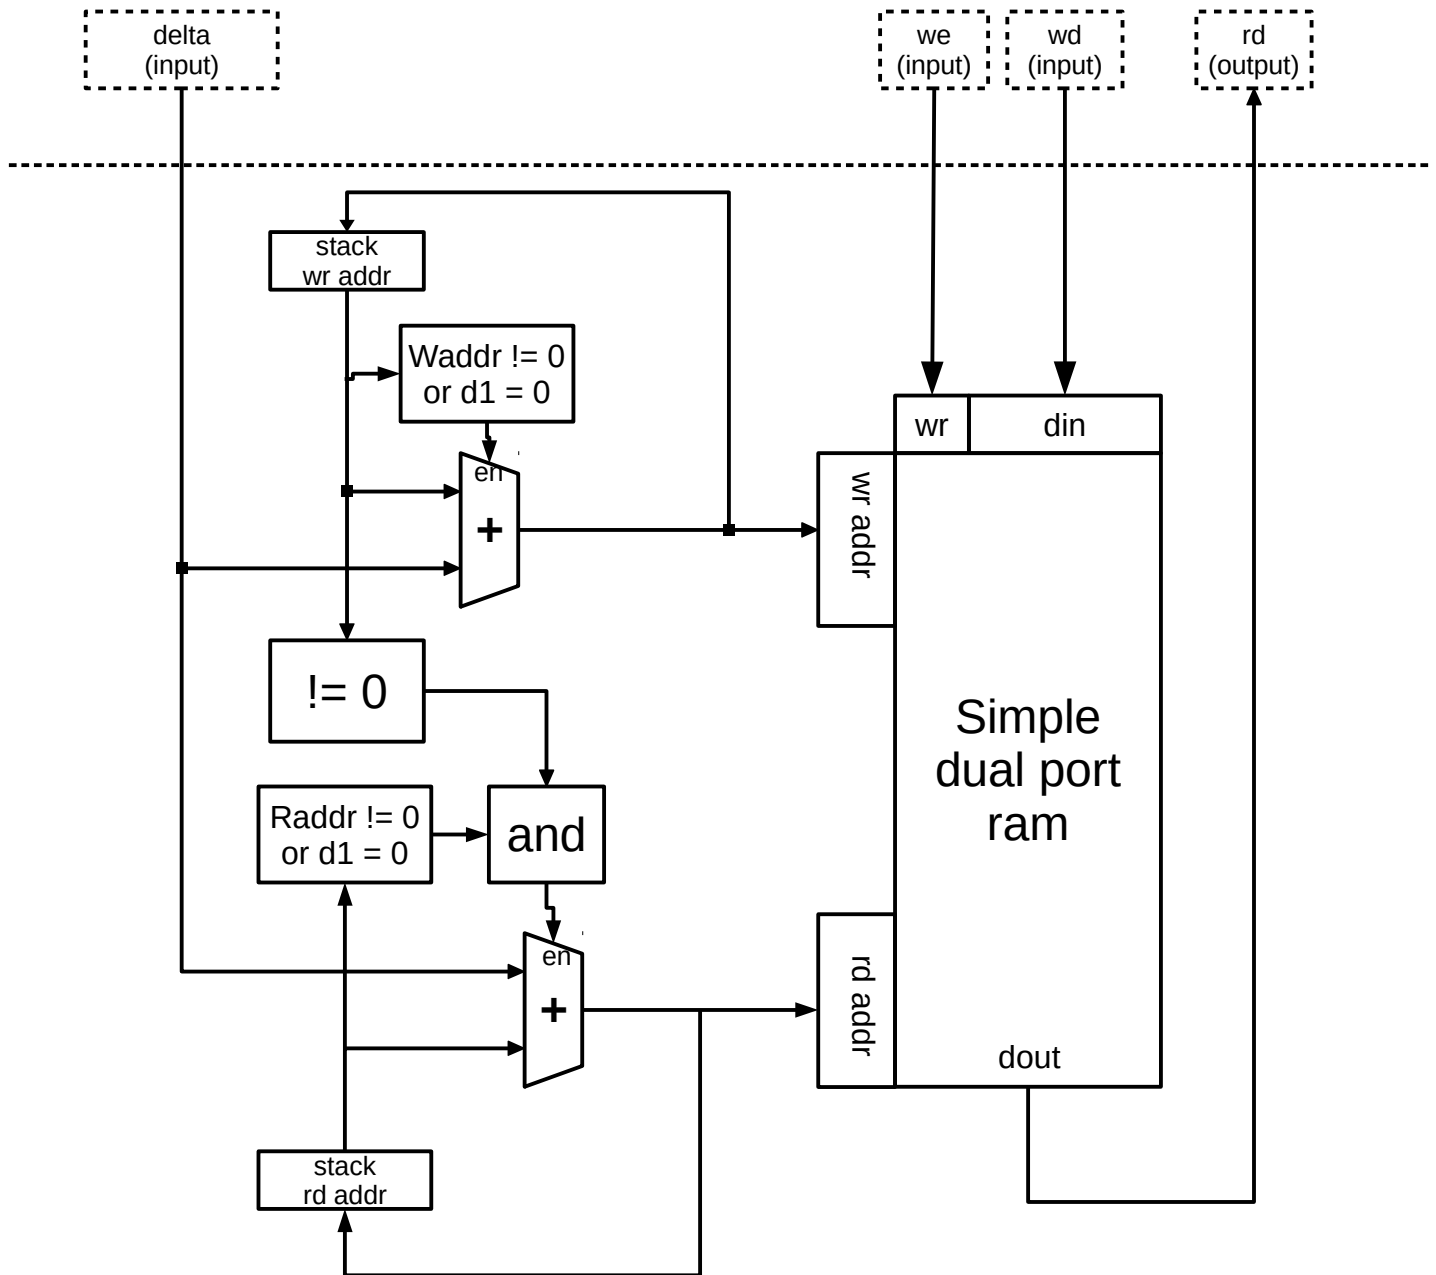 delta
(input)
we
(input)
wd
(input)
rd
(output)
stack
wr addr
Waddr != 0
or d1 = 0
en
+
wr
din
wr addr
!= 0
Simple
dual port
ram
Raddr != 0
or d1 = 0
and
en
+
rd addr
dout
stack
rd addr